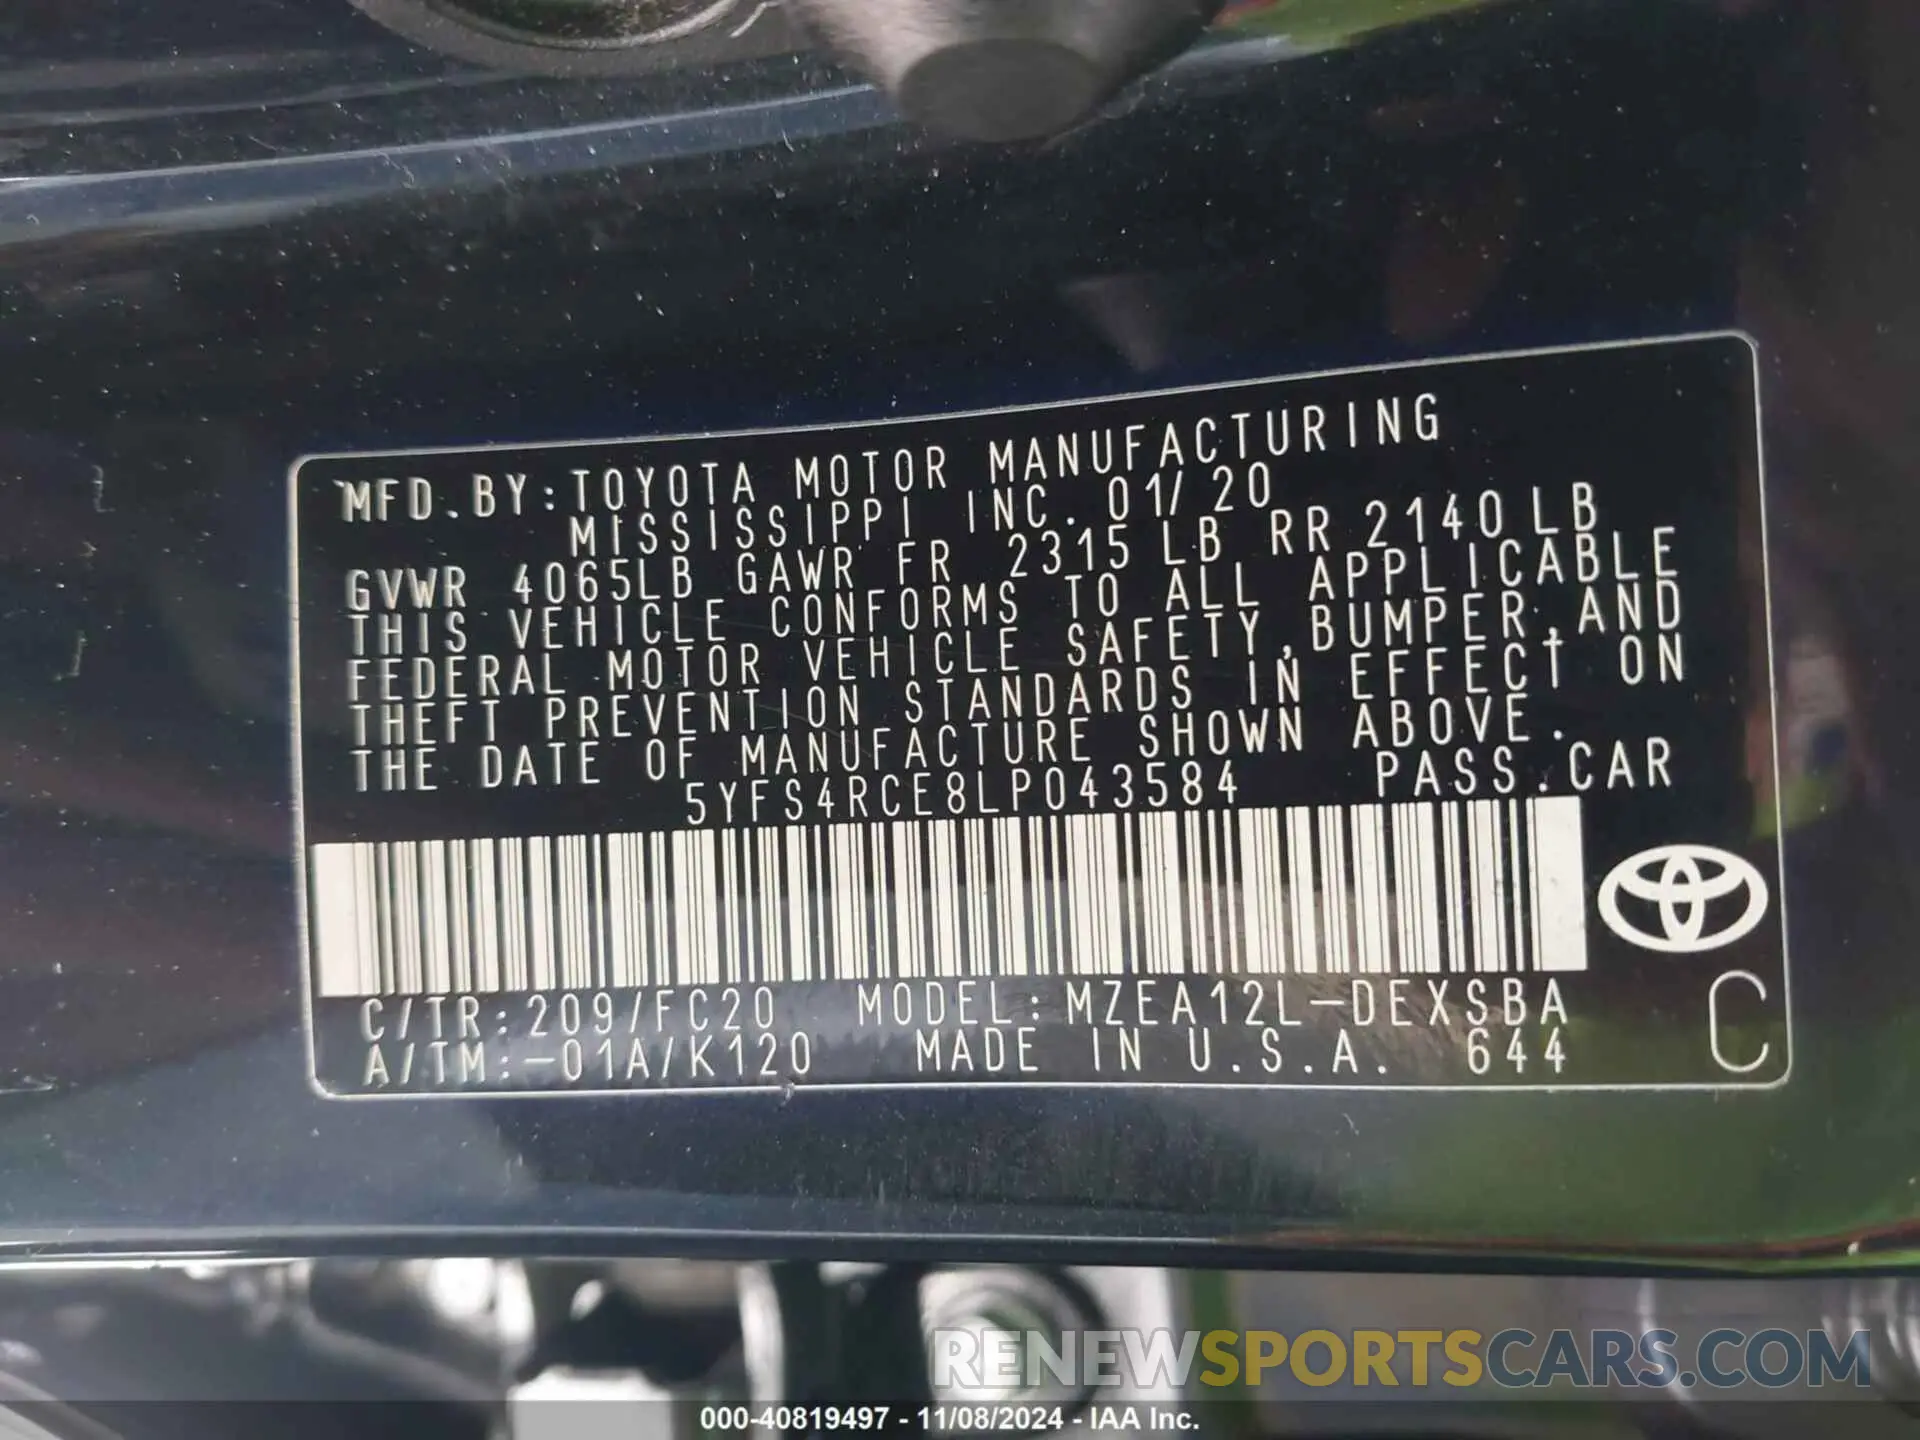 MFD.BY:TOYOTA MOTOR MANUFACTURING
MISSISSIPPI INC. 01/20
GVWR 4065LB GAWR FR 2315LB RR 2140LB
THIS VEHICLE CONFORMS TO ALL APPLICABLE
FEDERAL MOTOR VEHICLE SAFETY,BUMPER,AND
THEFT PREVENTION STANDARDS IN EFFECT ON
THE DATE OF MANUFACTURE SHOWN ABOVE.
5YFS4RCE8LP043584 PASS.CAR
C/TR:209/FC20 MODEL:MZEA12L-DEXSBA
A/TM:-01A/K120 MADE IN U.S.A. 644
C
RENEWSPORTSCARS.COM
000-40819497 - 11/08/2024 - IAA Inc.